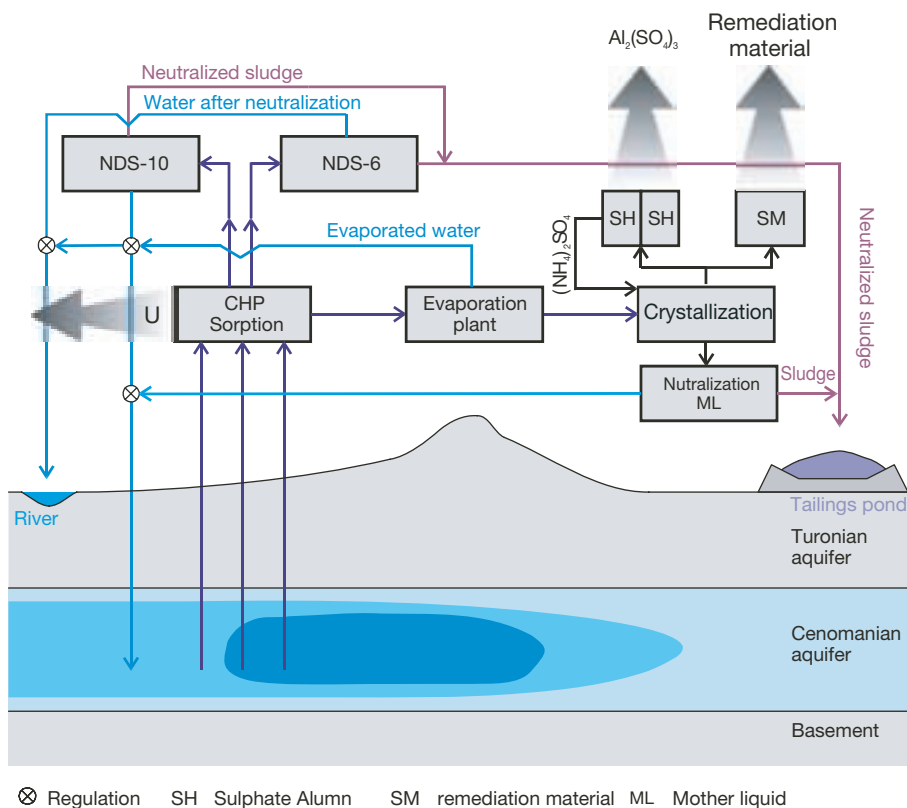 Al₂(SO₄)₃
Remediation
material
Neutralized sludge
Water after neutralization
NDS-10
NDS-6
SH
SH
SM
(NH₄)₂SO₄
Evaporated water
Neutralized sludge
U
CHP
Sorption
Evaporation
plant
Crystallization
Nutralization
ML
Sludge
River
Tailings pond
Turonian
aquifer
Cenomanian
aquifer
Basement
Regulation SH Sulphate Alumn SM remediation material ML Mother liquid